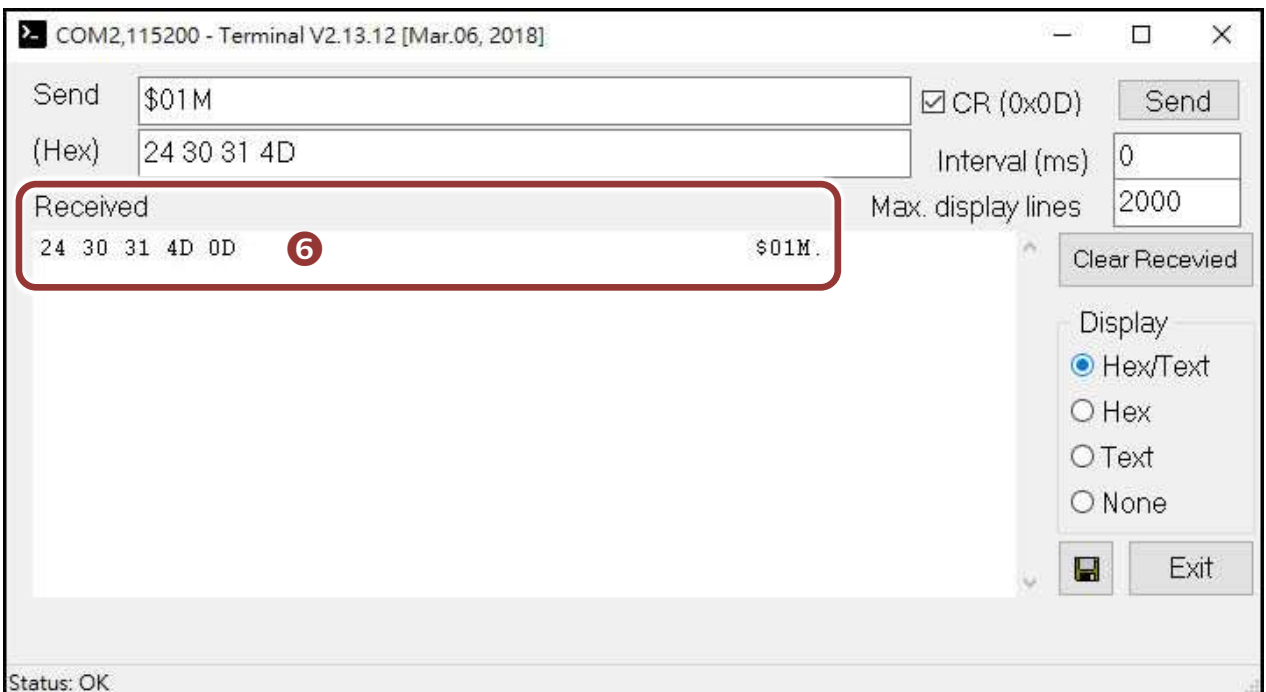 COM2,115200 - Terminal V2.13.12 [Mar.06, 2018]
Send $01M CR (0x0D) Send
(Hex) 24 30 31 4D Interval (ms) 0
Received Max. display lines 2000
24 30 31 4D 0D 6 $01M.
Clear Recevied
Display
Hex/Text
Hex
Text
None
Exit
Status: OK